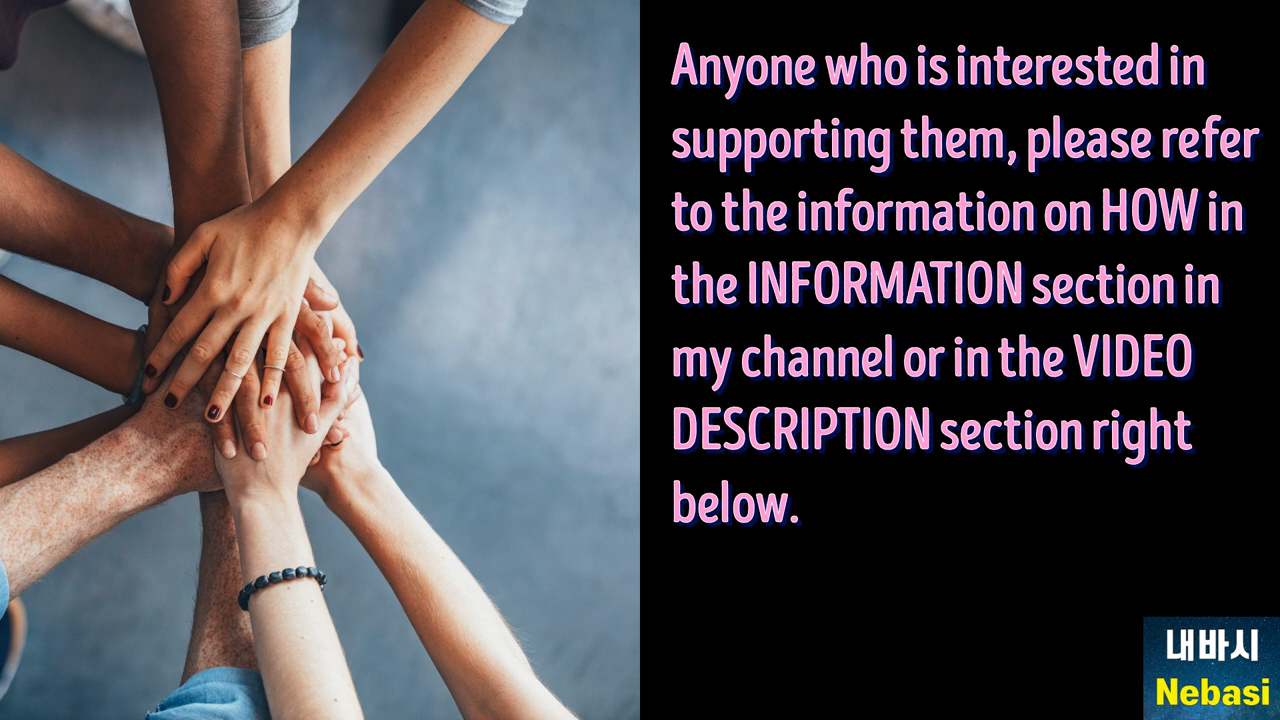 Anyone who is interested in
supporting them, please refer
to the information on HOW in
the INFORMATION section in
my channel or in the VIDEO
DESCRIPTION section right
below.
내바시
Nebasi